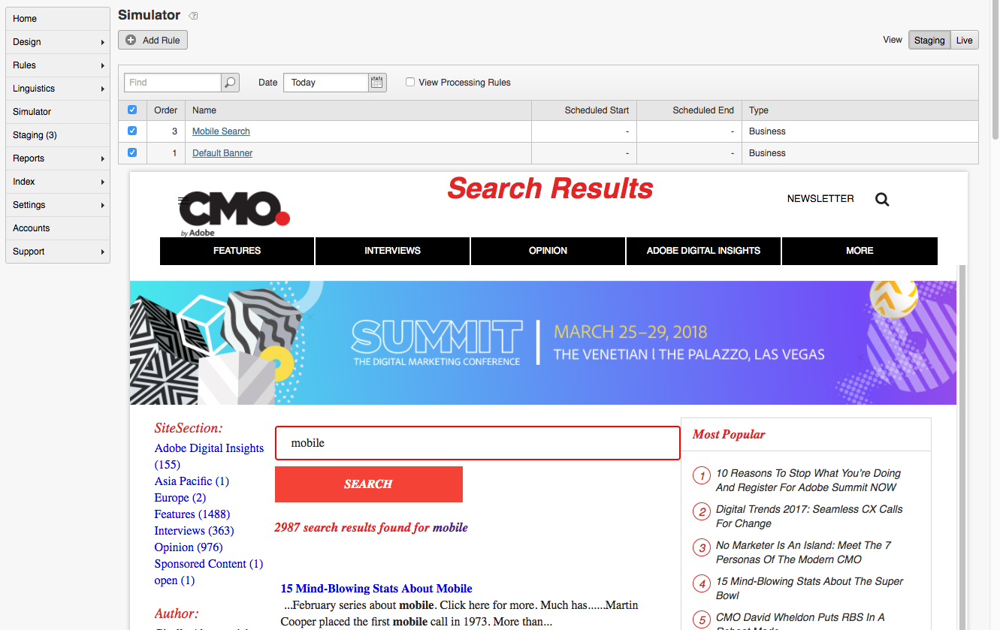 Home
Design
Rules
Linguistics
Simulator
Staging (3)
Reports
Index
Settings
Accounts
Support
Simulator
Add Rule
View Staging Live
Find Date Today View Processing Rules
Order Name Scheduled Start Scheduled End Type
3 Mobile Search - - Business
1 Default Banner - - Business
Search Results
CMO.
by Adobe
NEWSLETTER
FEATURES INTERVIEWS OPINION ADOBE DIGITAL INSIGHTS MORE
SUMMIT
THE DIGITAL MARKETING CONFERENCE
MARCH 25–29, 2018
THE VENETIAN | THE PALAZZO, LAS VEGAS
SiteSection:
Adobe Digital Insights
(155)
Asia Pacific (1)
Europe (2)
Features (1488)
Interviews (363)
Opinion (976)
Sponsored Content (1)
open (1)
Author:
mobile
SEARCH
2987 search results found for mobile
15 Mind-Blowing Stats About Mobile
...February series about mobile. Click here for more. Much has......Martin
Cooper placed the first mobile call in 1973. More than...
Most Popular
1 10 Reasons To Stop What You're Doing
And Register For Adobe Summit NOW
2 Digital Trends 2017: Seamless CX Calls
For Change
3 No Marketer Is An Island: Meet The 7
Personas Of The Modern CMO
4 15 Mind-Blowing Stats About The Super
Bowl
5 CMO David Wheldon Puts RBS In A